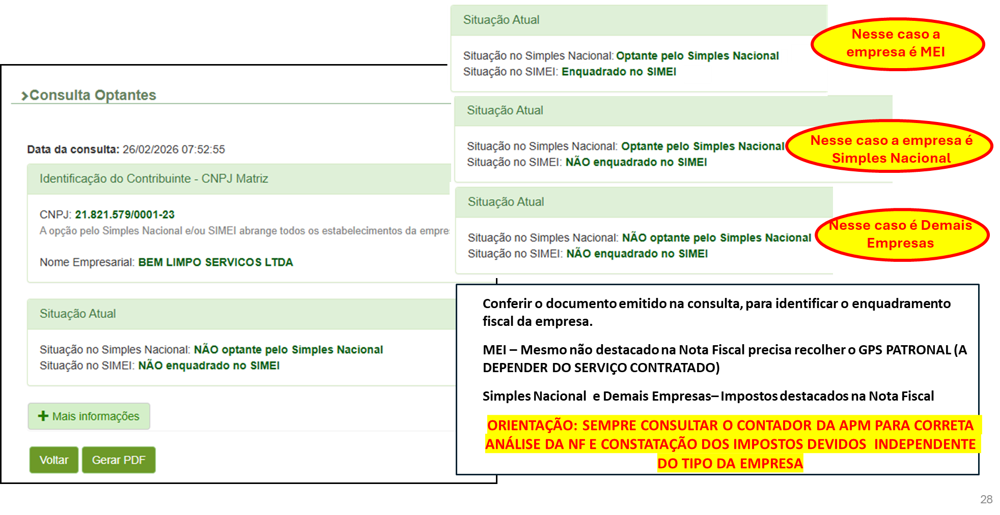 >Consulta Optantes
Data da consulta: 26/02/2026 07:52:55
Identificação do Contribuinte - CNPJ Matriz
CNPJ: 21.821.579/0001-23
A opção pelo Simples Nacional e/ou SIMEI abrange todos os estabelecimentos da empre
Nome Empresarial: BEM LIMPO SERVICOS LTDA
Situação Atual
Situação no Simples Nacional: NÃO optante pelo Simples Nacional
Situação no SIMEI: NÃO enquadrado no SIMEI
+ Mais informações
Voltar
Gerar PDF
Situação Atual
Situação no Simples Nacional: Optante pelo Simples Nacional
Situação no SIMEI: Enquadrado no SIMEI
Nesse caso a
empresa é MEI
Situação Atual
Situação no Simples Nacional: Optante pelo Simples Nacional
Situação no SIMEI: NÃO enquadrado no SIMEI
Nesse caso a empresa é
Simples Nacional
Situação Atual
Situação no Simples Nacional: NÃO optante pelo Simples Nacional
Situação no SIMEI: NÃO enquadrado no SIMEI
Nesse caso é Demais
Empresas
Conferir o documento emitido na consulta, para identificar o enquadramento
fiscal da empresa.
MEI – Mesmo não destacado na Nota Fiscal precisa recolher o GPS PATRONAL (A
DEPENDER DO SERVIÇO CONTRATADO)
Simples Nacional e Demais Empresas– Impostos destacados na Nota Fiscal
ORIENTAÇÃO: SEMPRE CONSULTAR O CONTADOR DA APM PARA CORRETA
ANÁLISE DA NF E CONSTATAÇÃO DOS IMPOSTOS DEVIDOS INDEPENDENTE
DO TIPO DA EMPRESA
28